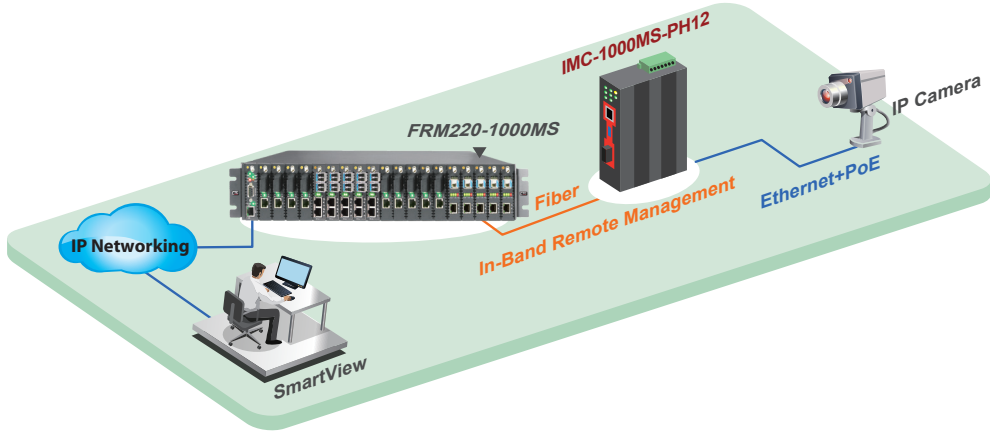 IMC-1000MS-PH12
IP Camera
FRM220-1000MS
Fiber
Ethernet+PoE
In-Band Remote Management
IP Networking
SmartView